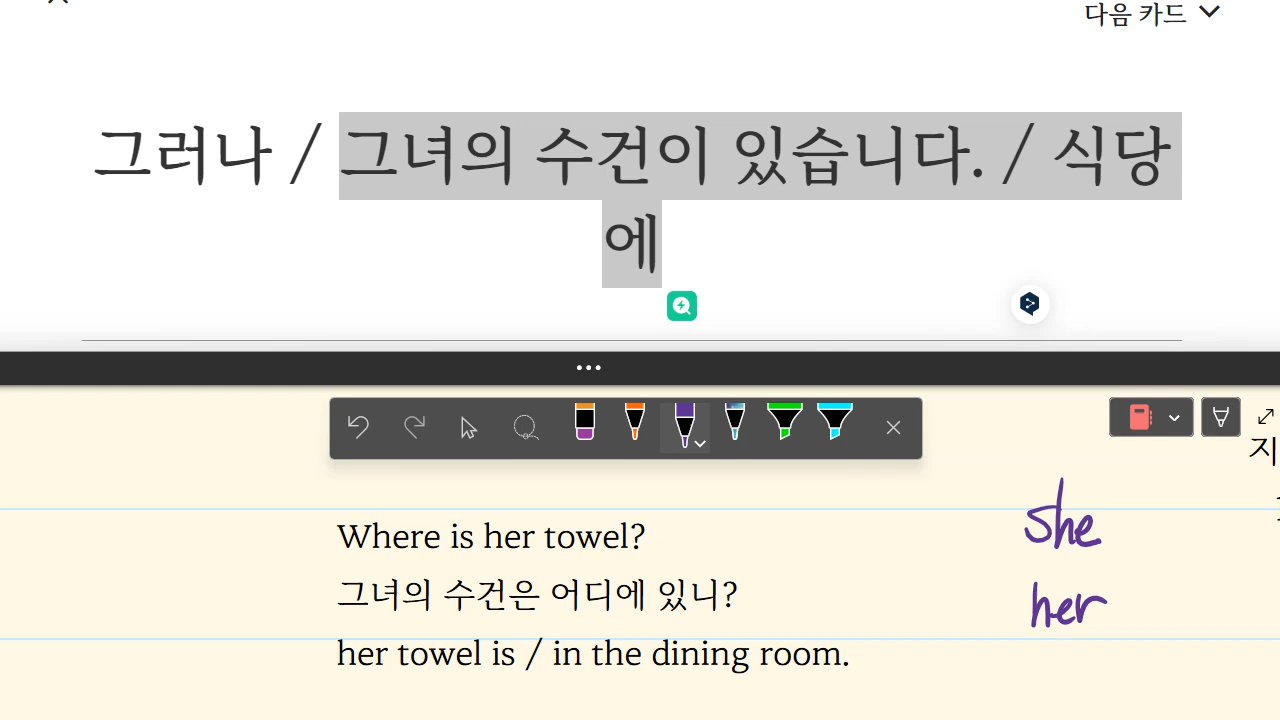 다음 카드
그러나 / 그녀의 수건이 있습니다. / 식당
에
Where is her towel?
그녀의 수건은 어디에 있니?
her towel is / in the dining room.
she
her
지